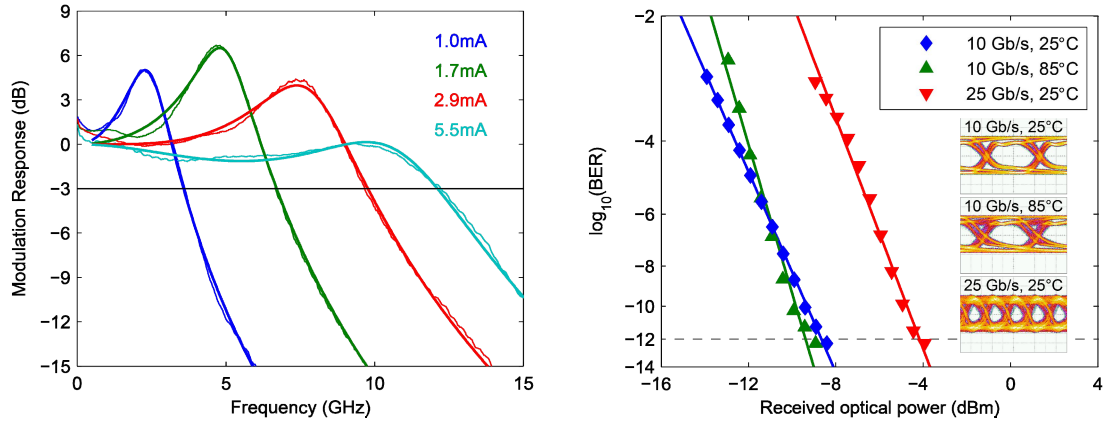 9
6
3
0
−3
−6
−9
−12
−15
Modulation Response (dB)
1.0mA
1.7mA
2.9mA
5.5mA
0
5
10
15
Frequency (GHz)
−2
−4
−6
−8
−10
−12
log10(BER)
10 Gb/s, 25°C
10 Gb/s, 85°C
25 Gb/s, 25°C
10 Gb/s, 25°C
10 Gb/s, 85°C
25 Gb/s, 25°C
−16
−12
−8
−4
0
4
Received optical power (dBm)